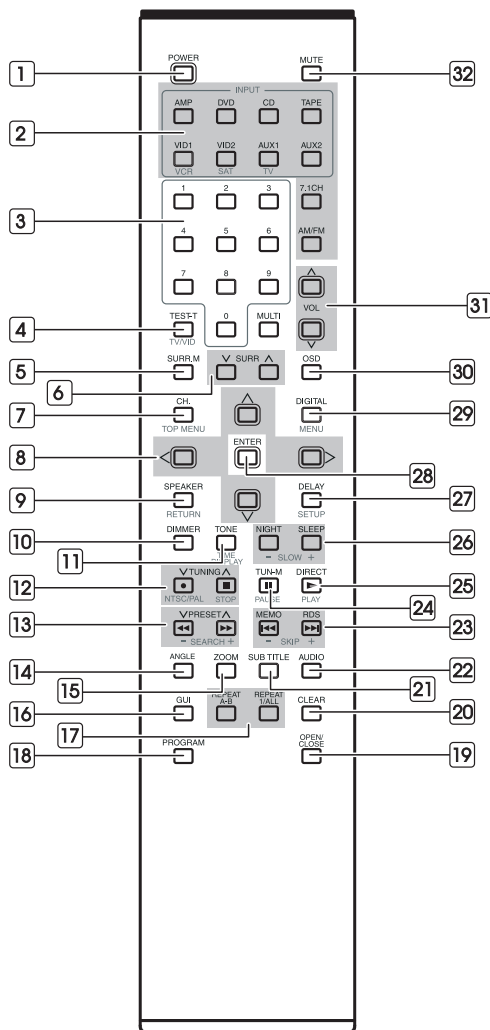 POWER MUTE
1 32
INPUT
AMP DVD CD TAPE
2
VID1 VID2 AUX1 AUX2
VCR SAT TV
1 2 3 7.1CH
3
4 5 6 AM/FM
7 8 9
VOL 31
4 TEST-T 0 MULTI
TV/VID
5 SURR.M SURR OSD 30
6
7 CH. DIGITAL 29
TOP MENU MENU
8 ENTER
28
9 SPEAKER DELAY 27
RETURN SETUP
10 DIMMER TONE NIGHT SLEEP 26
11 TIME DISPLAY - SLOW +
12 TUNING TUN-M DIRECT 25
NTSC/PAL STOP PAUSE PLAY
24
13 PRESET MEMO RDS 23
- SEARCH + - SKIP +
14 ANGLE ZOOM SUB TITLE AUDIO 22
15 21
16 GUI REPEAT A-B REPEAT 1/ALL CLEAR 20
17
18 PROGRAM OPEN/CLOSE 19